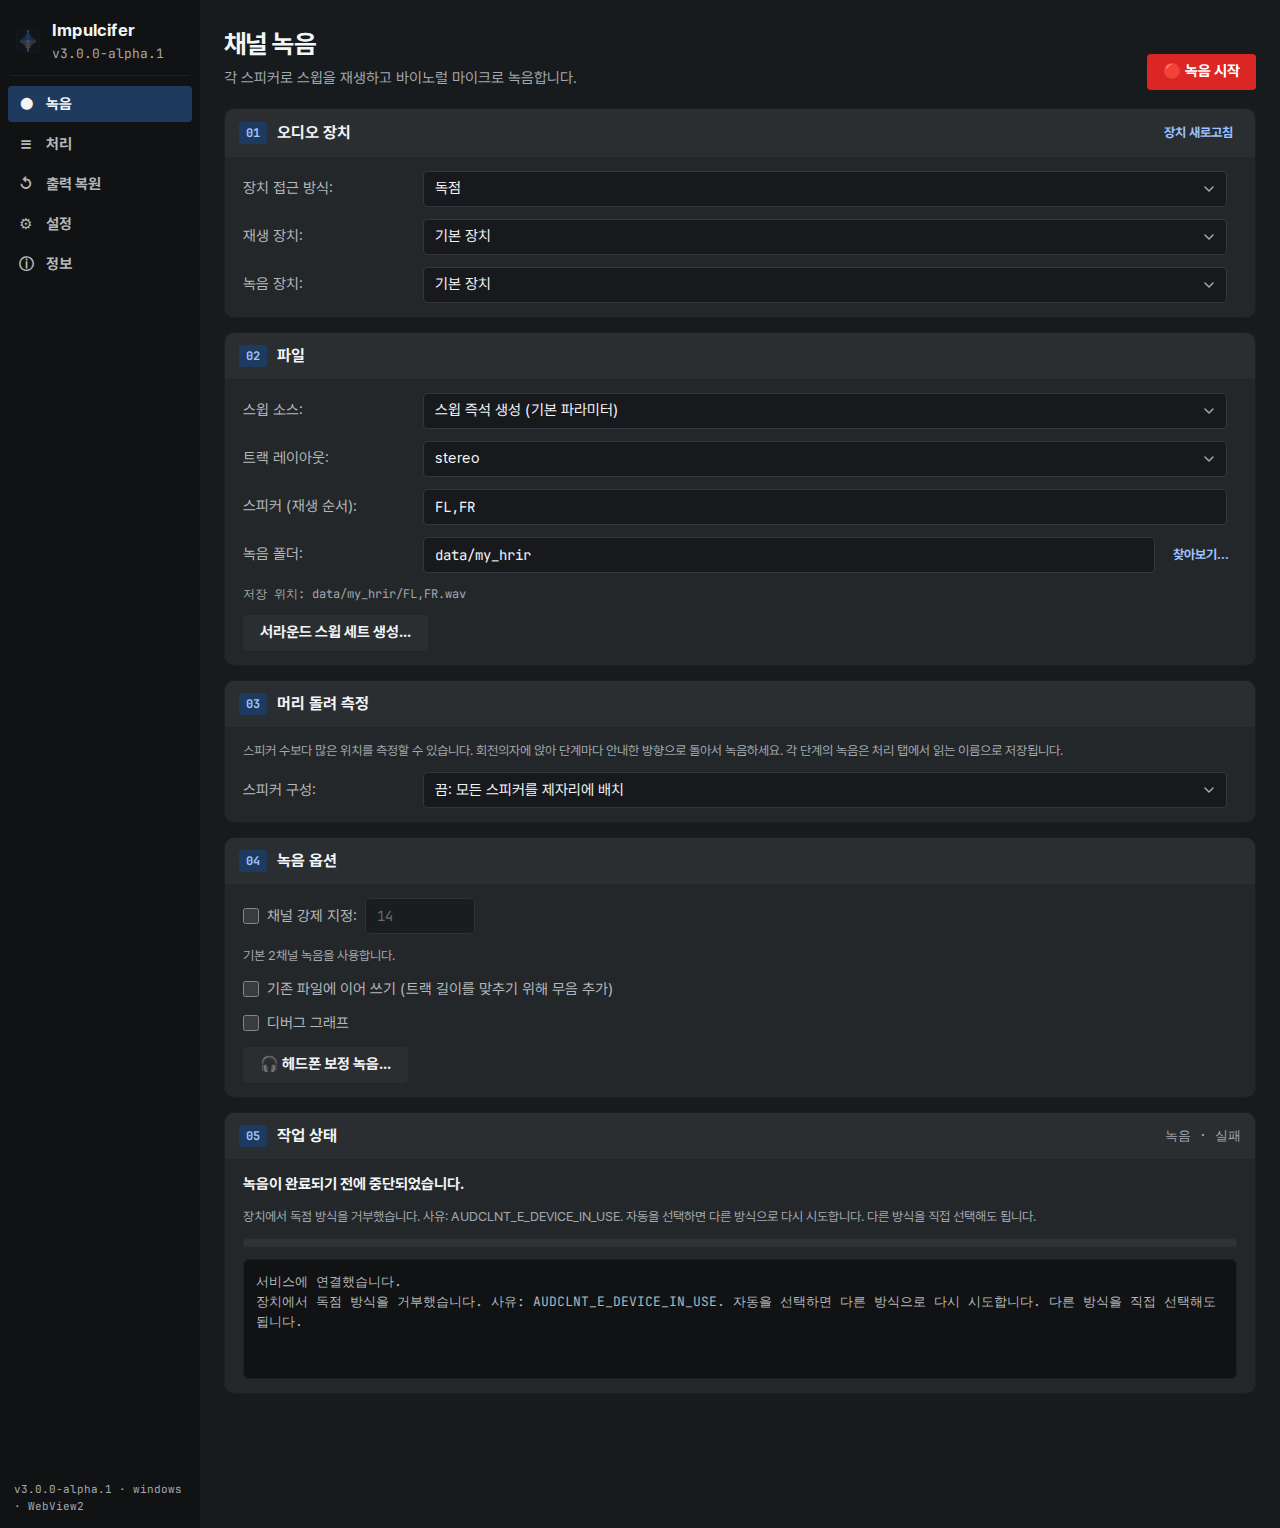 Impulcifer
v3.0.0-alpha.1
녹음
처리
출력 복원
설정
정보
v3.0.0-alpha.1 · windows
· WebView2
채널 녹음
각 스피커로 스윕을 재생하고 바이노럴 마이크로 녹음합니다.
녹음 시작
01 오디오 장치
장치 새로고침
장치 접근 방식: 독점
재생 장치: 기본 장치
녹음 장치: 기본 장치
02 파일
스윕 소스: 스윕 즉석 생성 (기본 파라미터)
트랙 레이아웃: stereo
스피커 (재생 순서): FL,FR
녹음 폴더: data/my_hrir 찾아보기...
저장 위치: data/my_hrir/FL,FR.wav
서라운드 스윕 세트 생성...
03 머리 돌려 측정
스피커 수보다 많은 위치를 측정할 수 있습니다. 회전의자에 앉아 단계마다 안내한 방향으로 돌아서 녹음하세요. 각 단계의 녹음은 처리 탭에서 읽는 이름으로 저장됩니다.
스피커 구성: 끔: 모든 스피커를 제자리에 배치
04 녹음 옵션
채널 강제 지정: 14
기본 2채널 녹음을 사용합니다.
기존 파일에 이어 쓰기 (트랙 길이를 맞추기 위해 무음 추가)
디버그 그래프
헤드폰 보정 녹음...
05 작업 상태
녹음 · 실패
녹음이 완료되기 전에 중단되었습니다.
장치에서 독점 방식을 거부했습니다. 사유: AUDCLNT_E_DEVICE_IN_USE. 자동을 선택하면 다른 방식으로 다시 시도합니다. 다른 방식을 직접 선택해도 됩니다.
서비스에 연결했습니다.
장치에서 독점 방식을 거부했습니다. 사유: AUDCLNT_E_DEVICE_IN_USE. 자동을 선택하면 다른 방식으로 다시 시도합니다. 다른 방식을 직접 선택해도
됩니다.